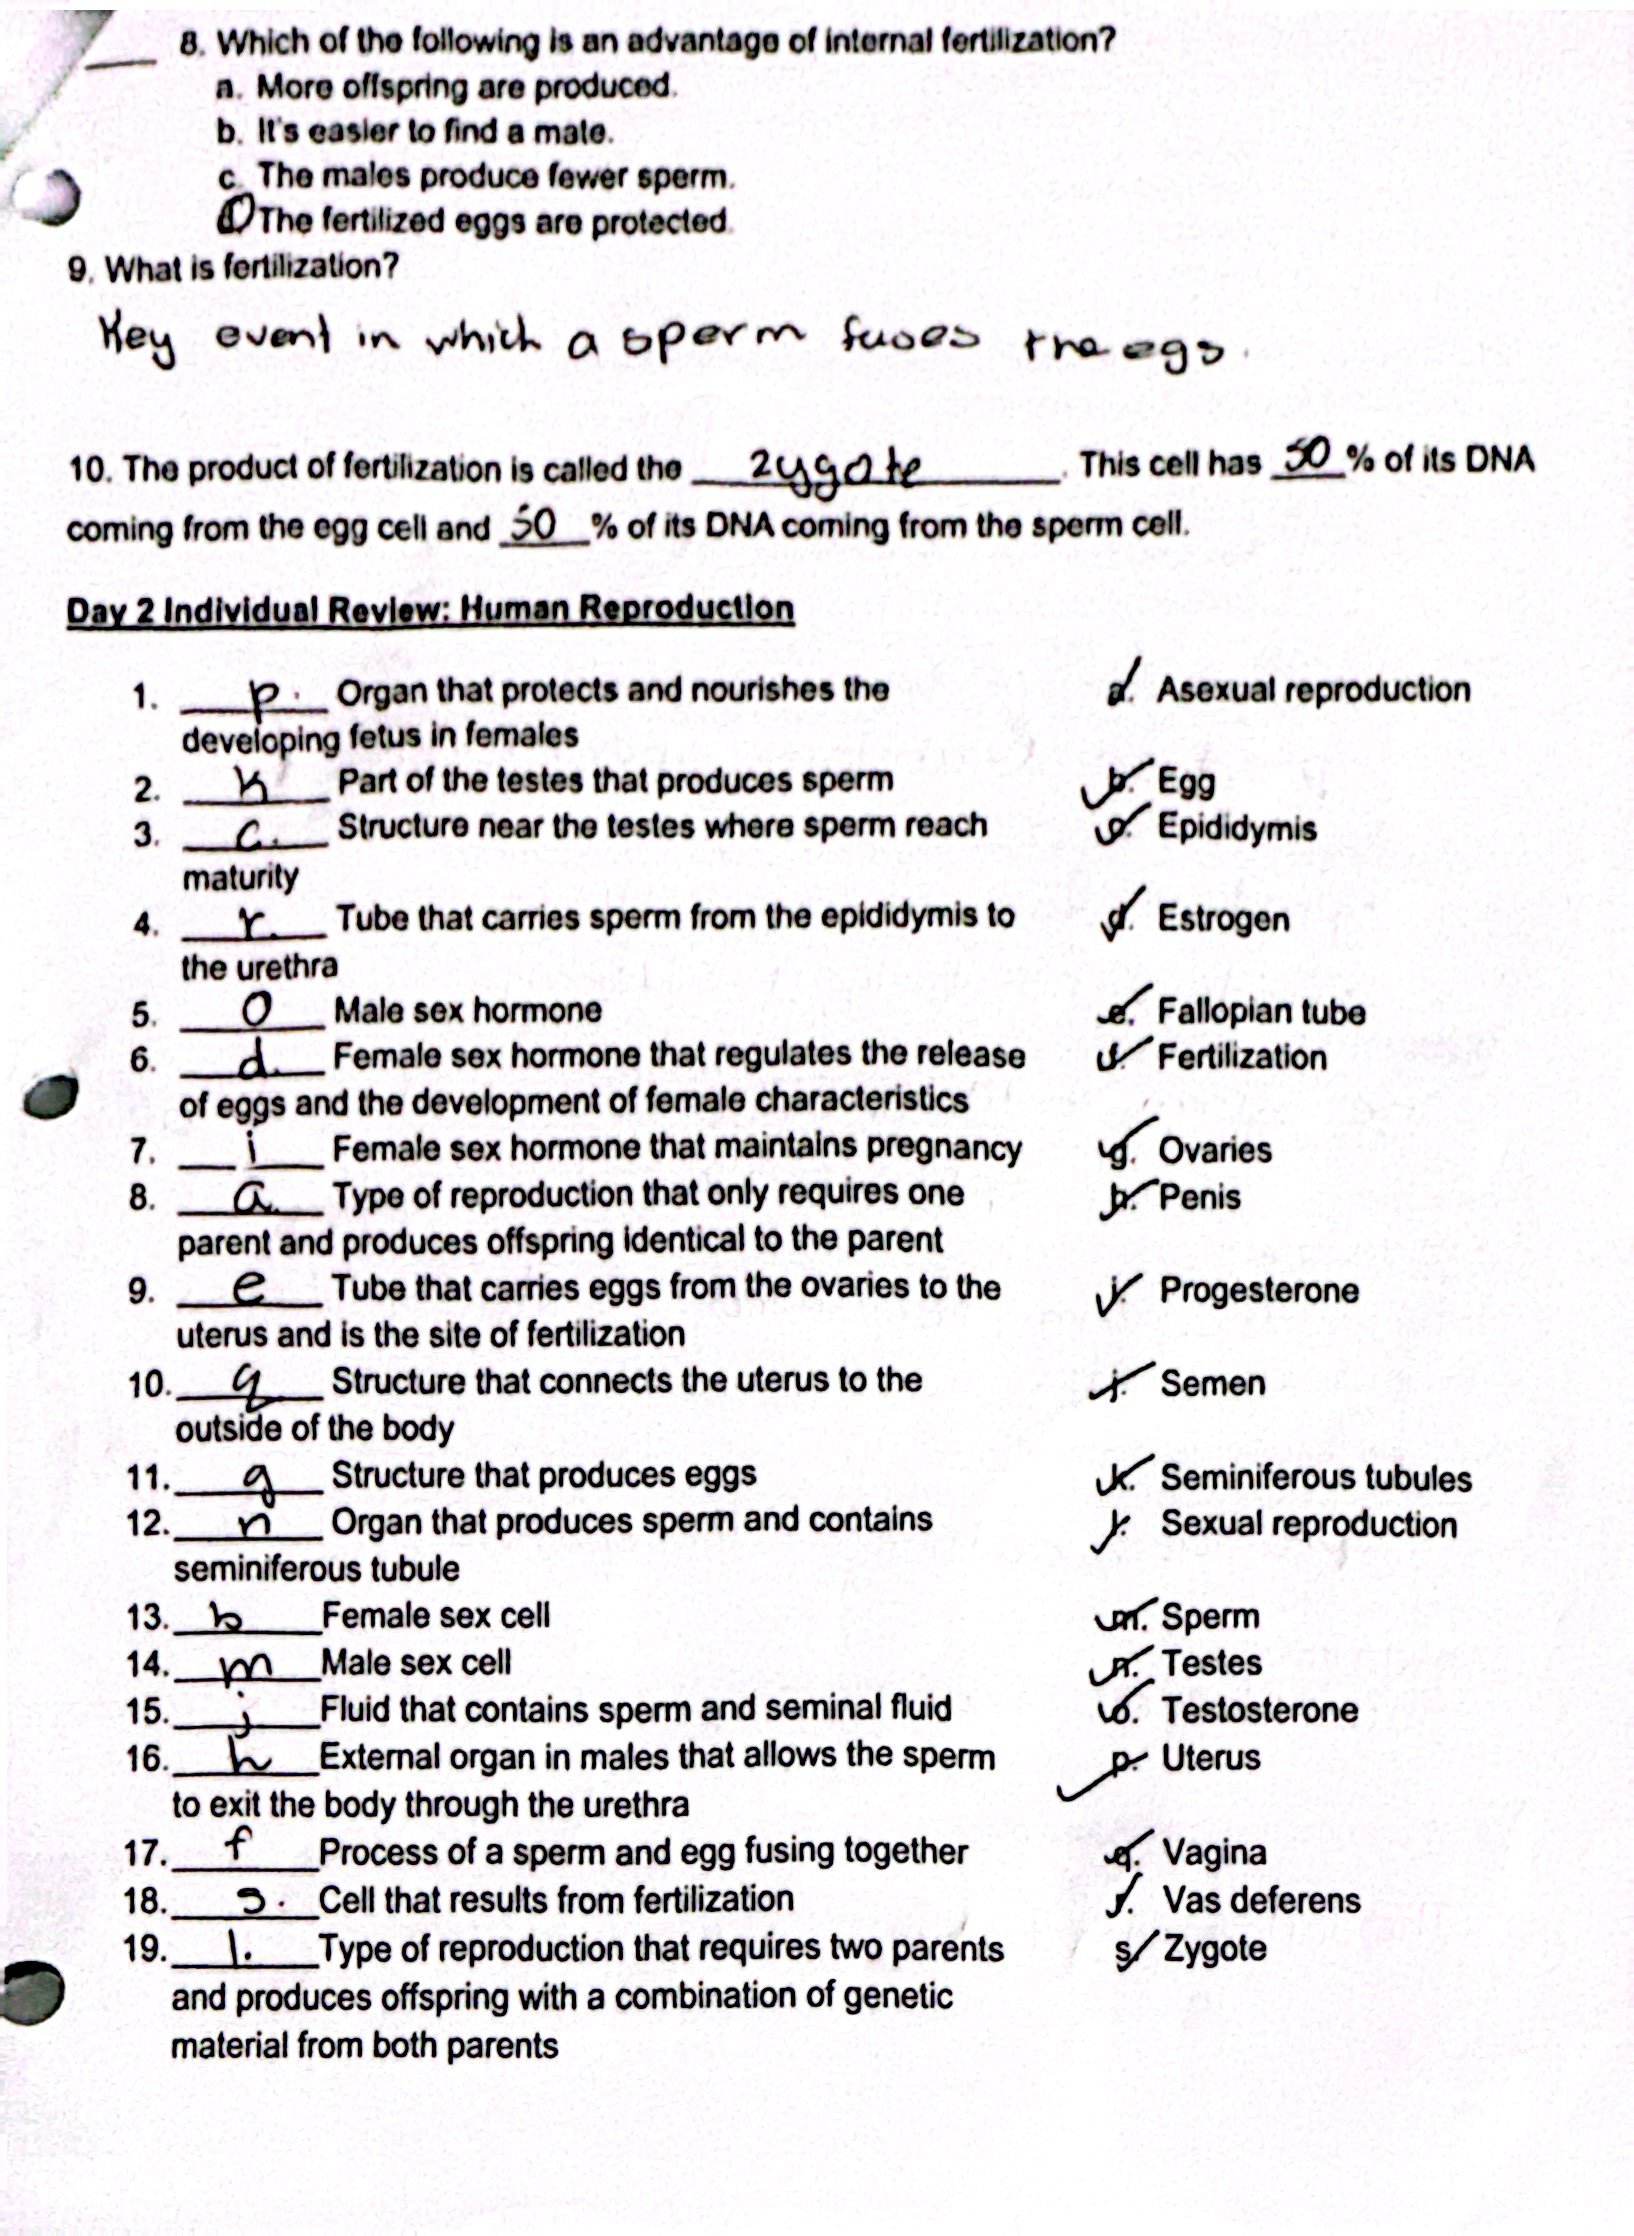 8. Which of the following is an advantage of internal fertilization?
a. More offspring are produced.
b. It's easier to find a mate.
c. The males produce fewer sperm.
d The fertilized eggs are protected.
9. What is fertilization?
Key event in which a sperm fuses the egg.
10. The product of fertilization is called the zygote. This cell has 50 % of its DNA
coming from the egg cell and 50 % of its DNA coming from the sperm cell.
Day 2 Individual Review: Human Reproduction
1. p. Organ that protects and nourishes the a. Asexual reproduction
developing fetus in females
2. k Part of the testes that produces sperm b. Egg
3. c. Structure near the testes where sperm reach c. Epididymis
maturity
4. r. Tube that carries sperm from the epididymis to d. Estrogen
the urethra
5. o Male sex hormone e. Fallopian tube
6. d. Female sex hormone that regulates the release f. Fertilization
of eggs and the development of female characteristics
7. i Female sex hormone that maintains pregnancy g. Ovaries
8. a. Type of reproduction that only requires one h. Penis
parent and produces offspring identical to the parent
9. e Tube that carries eggs from the ovaries to the i. Progesterone
uterus and is the site of fertilization
10. q Structure that connects the uterus to the j. Semen
outside of the body
11. g Structure that produces eggs k. Seminiferous tubules
12. n Organ that produces sperm and contains l. Sexual reproduction
seminiferous tubule
13. b Female sex cell m. Sperm
14. m Male sex cell n. Testes
15. j Fluid that contains sperm and seminal fluid o. Testosterone
16. h External organ in males that allows the sperm p. Uterus
to exit the body through the urethra
17. f Process of a sperm and egg fusing together q. Vagina
18. s. Cell that results from fertilization r. Vas deferens
19. l. Type of reproduction that requires two parents s. Zygote
and produces offspring with a combination of genetic
material from both parents